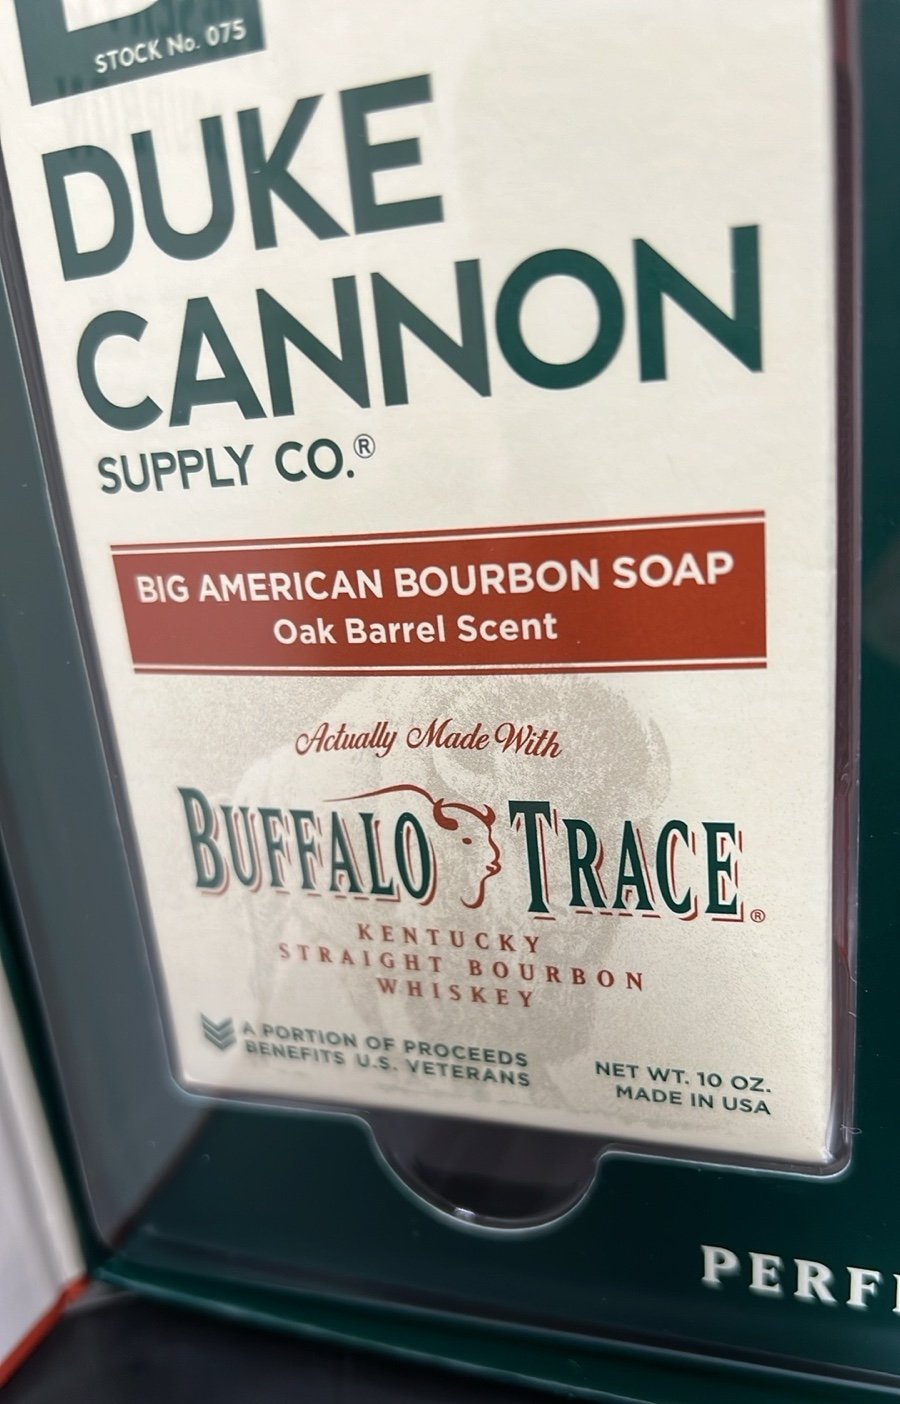 STOCK No. 075
DUKE
CANNON
SUPPLY CO.®
BIG AMERICAN BOURBON SOAP
Oak Barrel Scent
Actually Made With
BUFFALO TRACE®
KENTUCKY
STRAIGHT BOURBON
WHISKEY
A PORTION OF PROCEEDS
BENEFITS U.S. VETERANS
NET WT. 10 OZ.
MADE IN USA